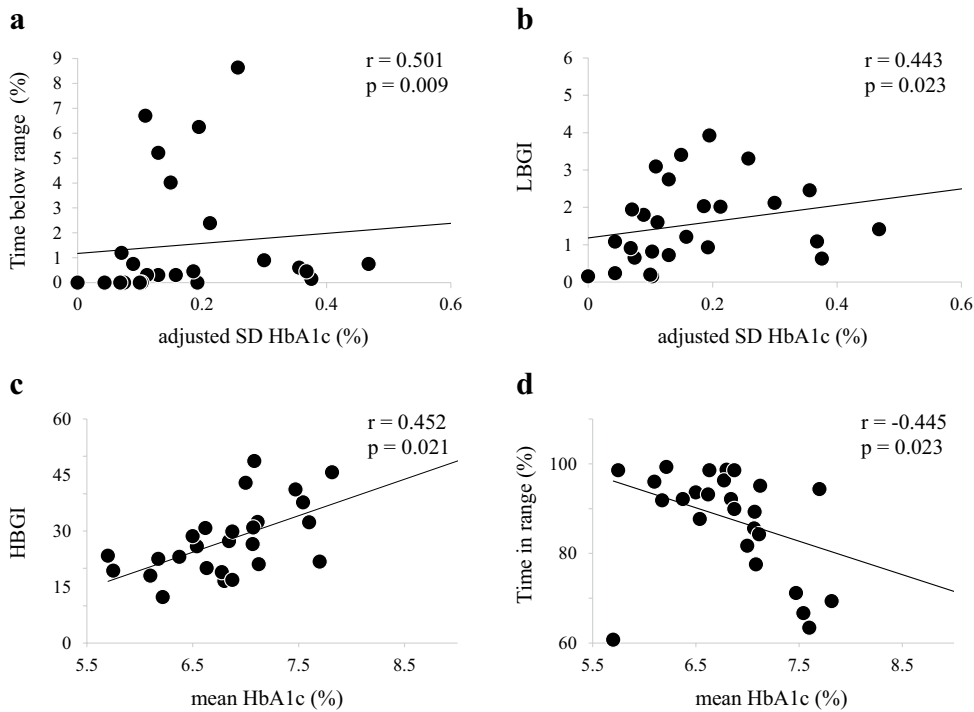 a
9
8
7
6
5
4
3
2
1
0
Time below range (%)
r = 0.501
p = 0.009
0
0.2
0.4
0.6
adjusted SD HbA1c (%)
b
6
5
4
3
2
1
0
LBGI
r = 0.443
p = 0.023
0
0.2
0.4
0.6
adjusted SD HbA1c (%)
c
60
45
30
15
0
HBGI
r = 0.452
p = 0.021
5.5
6.5
7.5
8.5
mean HbA1c (%)
d
100
80
60
Time in range (%)
r = -0.445
p = 0.023
5.5
6.5
7.5
8.5
mean HbA1c (%)